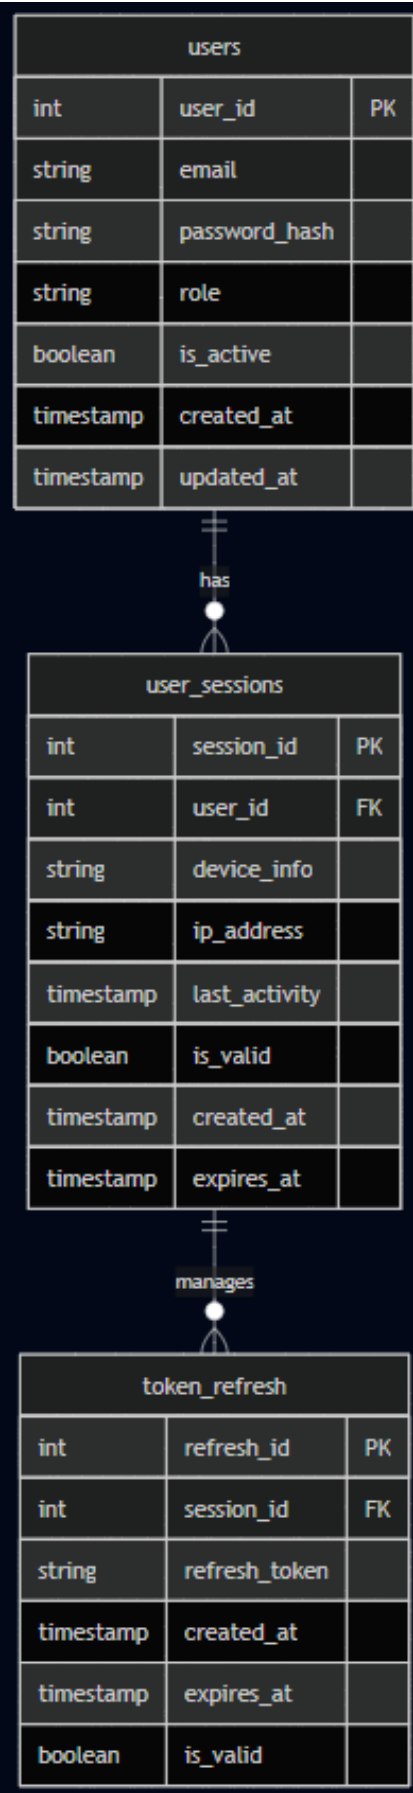 users
int user_id PK
string email
string password_hash
string role
boolean is_active
timestamp created_at
timestamp updated_at
has
user_sessions
int session_id PK
int user_id FK
string device_info
string ip_address
timestamp last_activity
boolean is_valid
timestamp created_at
timestamp expires_at
manages
token_refresh
int refresh_id PK
int session_id FK
string refresh_token
timestamp created_at
timestamp expires_at
boolean is_valid